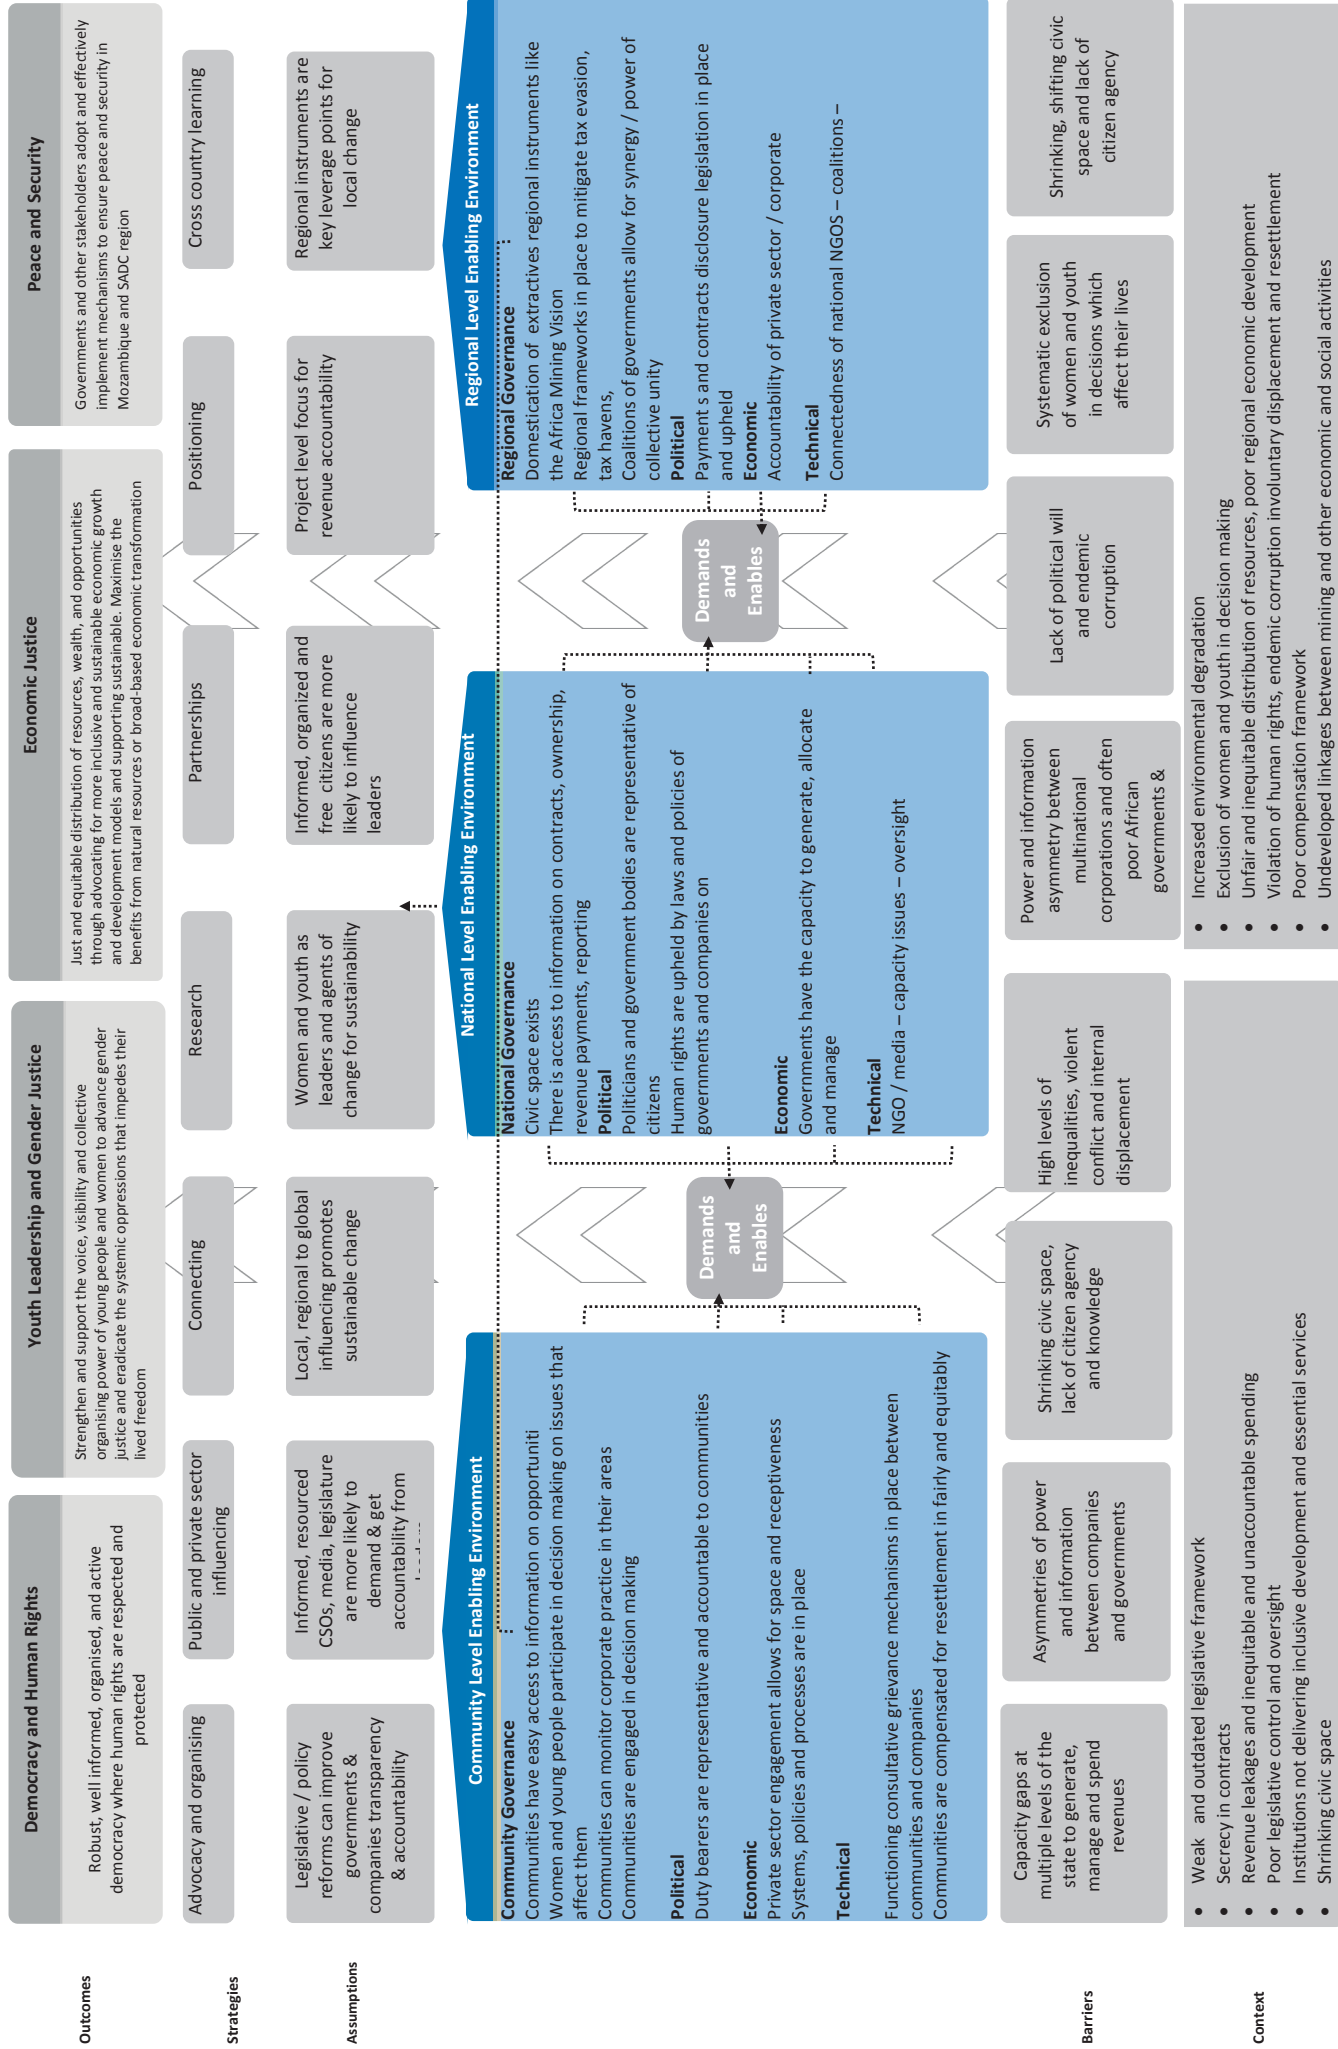 Outcomes
Democracy and Human Rights
Robust, well informed, organised, and active
democracy where human rights are respected and
protected
Youth Leadership and Gender Justice
Strengthen and support the voice, visibility and collective
organising power of young people and women to advance gender
justice and eradicate the systemic oppressions that impedes their
lived freedom
Economic Justice
Just and equitable distribution of resources, wealth, and opportunities
through advocating for more inclusive and sustainable economic growth
and development models and supporting sustainable. Maximise the
benefits from natural resources or broad-based economic transformation
Peace and Security
Governments and other stakeholders adopt and effectively
implement mechanisms to ensure peace and security in
Mozambique and SADC region
Strategies
Advocacy and organising
Public and private sector
influencing
Connecting
Research
Partnerships
Positioning
Cross country learning
Assumptions
Legislative / policy
reforms can improve
governments &
companies transparency
& accountability
Informed, resourced
CSOs, media, legislature
are more likely to
demand & get
accountability from
Local, regional to global
influencing promotes
sustainable change
Women and youth as
leaders and agents of
change for sustainability
Informed, organized and
free citizens are more
likely to influence
leaders
Project level focus for
revenue accountability
Regional instruments are
key leverage points for
local change
Community Level Enabling Environment
Community Governance
Communities have easy access to information on opportuniti
Women and young people participate in decision making on issues that
affect them
Communities can monitor corporate practice in their areas
Communities are engaged in decision making
Political
Duty bearers are representative and accountable to communities
Economic
Private sector engagement allows for space and receptiveness
Systems, policies and processes are in place
Technical
Functioning consultative grievance mechanisms in place between
communities and companies
Communities are compensated for resettlement in fairly and equitably
Demands
and
Enables
National Level Enabling Environment
National Governance
Civic space exists
There is access to information on contracts, ownership,
revenue payments, reporting
Political
Politicians and government bodies are representative of
citizens
Human rights are upheld by laws and policies of
governments and companies on
Economic
Governments have the capacity to generate, allocate
and manage
Technical
NGO / media – capacity issues – oversight
Demands
and
Enables
Regional Level Enabling Environment
Regional Governance
Domestication of extractives regional instruments like
the Africa Mining Vision
Regional frameworks in place to mitigate tax evasion,
tax havens,
Coalitions of governments allow for synergy / power of
collective unity
Political
Payment s and contracts disclosure legislation in place
and upheld
Economic
Accountability of private sector / corporate
Technical
Connectedness of national NGOS – coalitions –
Barriers
Capacity gaps at
multiple levels of the
state to generate,
manage and spend
revenues
Asymmetries of power
and information
between companies
and governments
Shrinking civic space,
lack of citizen agency
and knowledge
High levels of
inequalities, violent
conflict and internal
displacement
Power and information
asymmetry between
multinational
corporations and often
poor African
governments &
Lack of political will
and endemic
corruption
Systematic exclusion
of women and youth
in decisions which
affect their lives
Shrinking, shifting civic
space and lack of
citizen agency
Context
• Weak and outdated legislative framework
• Secrecy in contracts
• Revenue leakages and inequitable and unaccountable spending
• Poor legislative control and oversight
• Institutions not delivering inclusive development and essential services
• Shrinking civic space
• Increased environmental degradation
• Exclusion of women and youth in decision making
• Unfair and inequitable distribution of resources, poor regional economic development
• Violation of human rights, endemic corruption involuntary displacement and resettlement
• Poor compensation framework
• Undeveloped linkages between mining and other economic and social activities